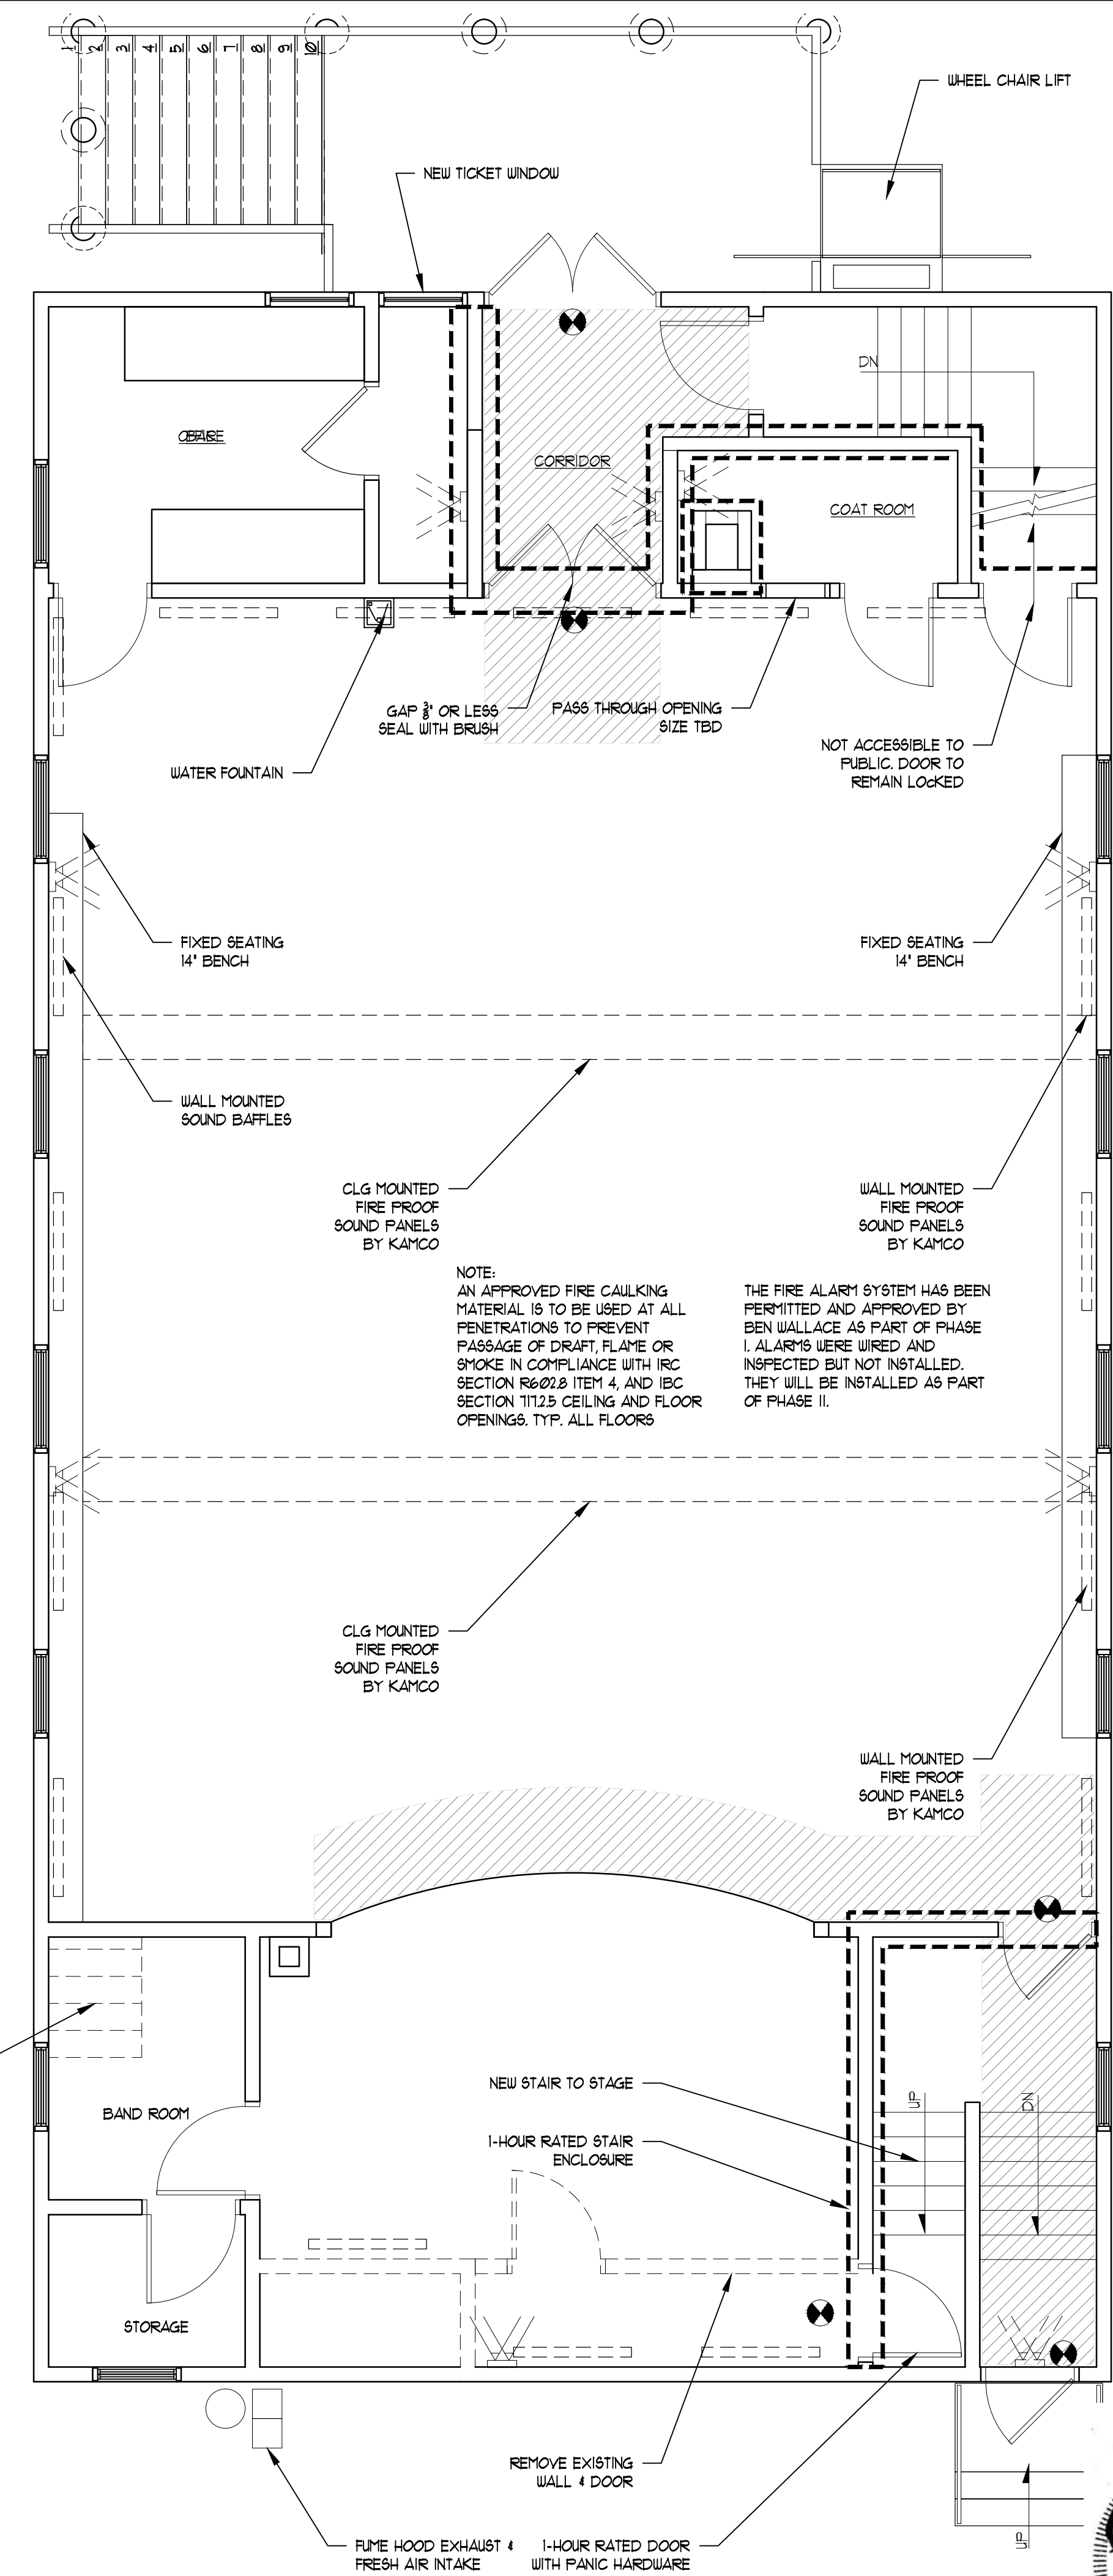 1 2 3 4 5 6 7 8 9 10
WHEEL CHAIR LIFT
NEW TICKET WINDOW
DN
CORRIDOR
COAT ROOM
GAP 3/8" OR LESS
SEAL WITH BRUSH
PASS THROUGH OPENING
SIZE TBD
NOT ACCESSIBLE TO
PUBLIC. DOOR TO
REMAIN LOcKED
WATER FOUNTAIN
FIXED SEATING
14" BENCH
FIXED SEATING
14" BENCH
WALL MOUNTED
SOUND BAFFLES
CLG MOUNTED
FIRE PROOF
SOUND PANELS
BY KAMCO
WALL MOUNTED
FIRE PROOF
SOUND PANELS
BY KAMCO
NOTE:
AN APPROVED FIRE CAULKING
MATERIAL IS TO BE USED AT ALL
PENETRATIONS TO PREVENT
PASSAGE OF DRAFT, FLAME OR
SMOKE IN COMPLIANCE WITH IRC
SECTION R602.8 ITEM 4, AND IBC
SECTION 717.2.5 CEILING AND FLOOR
OPENINGS. TYP. ALL FLOORS
THE FIRE ALARM SYSTEM HAS BEEN
PERMITTED AND APPROVED BY
BEN WALLACE AS PART OF PHASE
I. ALARMS WERE WIRED AND
INSPECTED BUT NOT INSTALLED.
THEY WILL BE INSTALLED AS PART
OF PHASE II.
CLG MOUNTED
FIRE PROOF
SOUND PANELS
BY KAMCO
WALL MOUNTED
FIRE PROOF
SOUND PANELS
BY KAMCO
NEW STAIR TO STAGE
UP
DN
BAND ROOM
1-HOUR RATED STAIR
ENCLOSURE
STORAGE
REMOVE EXISTING
WALL & DOOR
FUME HOOD EXHAUST &
FRESH AIR INTAKE
1-HOUR RATED DOOR
WITH PANIC HARDWARE
UP